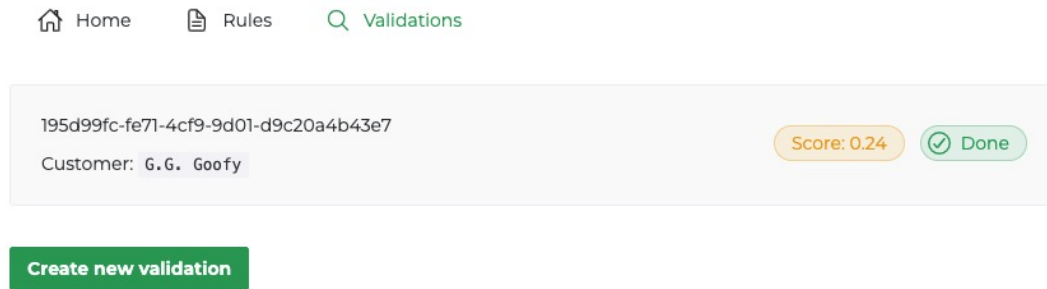 Home Rules Validations
195d99fc-fe71-4cf9-9d01-d9c20a4b43e7
Score: 0.24 Done
Customer: G.G. Goofy
Create new validation